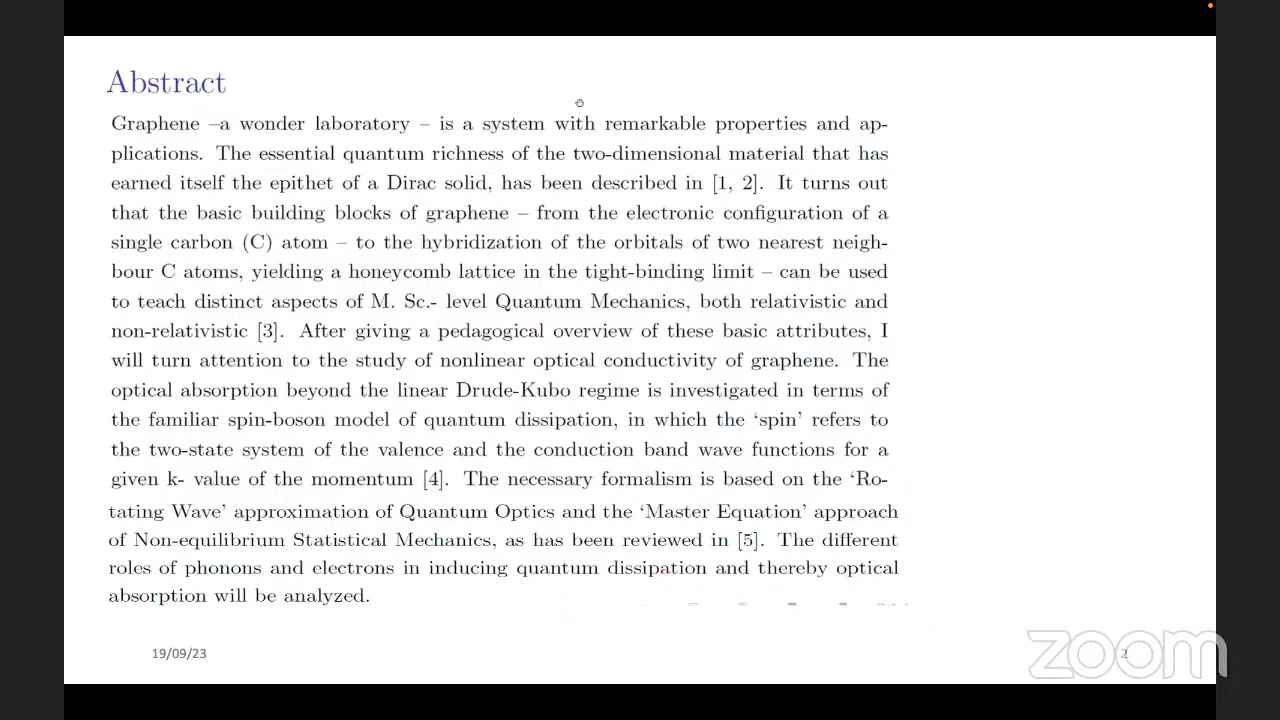 Abstract
Graphene –a wonder laboratory – is a system with remarkable properties and ap-
plications. The essential quantum richness of the two-dimensional material that has
earned itself the epithet of a Dirac solid, has been described in [1, 2]. It turns out
that the basic building blocks of graphene – from the electronic configuration of a
single carbon (C) atom – to the hybridization of the orbitals of two nearest neigh-
bour C atoms, yielding a honeycomb lattice in the tight-binding limit – can be used
to teach distinct aspects of M. Sc.- level Quantum Mechanics, both relativistic and
non-relativistic [3]. After giving a pedagogical overview of these basic attributes, I
will turn attention to the study of nonlinear optical conductivity of graphene. The
optical absorption beyond the linear Drude-Kubo regime is investigated in terms of
the familiar spin-boson model of quantum dissipation, in which the ‘spin’ refers to
the two-state system of the valence and the conduction band wave functions for a
given k- value of the momentum [4]. The necessary formalism is based on the ‘Ro-
tating Wave’ approximation of Quantum Optics and the ‘Master Equation’ approach
of Non-equilibrium Statistical Mechanics, as has been reviewed in [5]. The different
roles of phonons and electrons in inducing quantum dissipation and thereby optical
absorption will be analyzed.
19/09/23
2
zoom